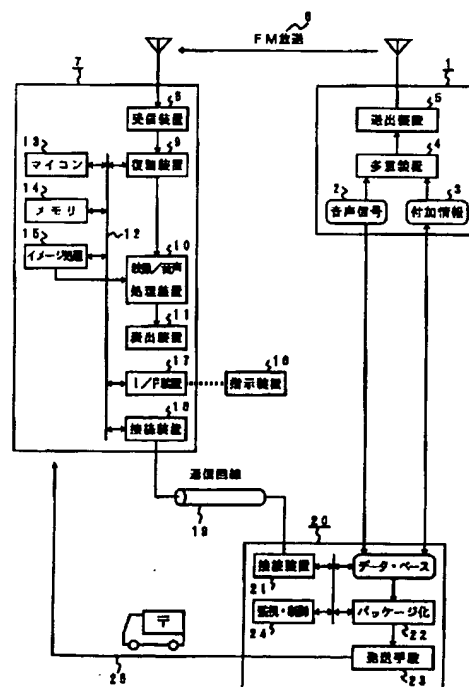 6
FM放送
7
1
8
受信装置
5
送出装置
13
マイコン
9
復調装置
4
多重装置
14
メモリ
2
音声信号
3
付加情報
15
イメージ処理
12
10
映像/音声
処理装置
11
表出装置
17
I/F装置
16
指示装置
18
接続装置
通信回線
19
20
接続装置
21
データ・ベース
監視・制御
24
パッケージ化
22
発送手段
23
〒
25